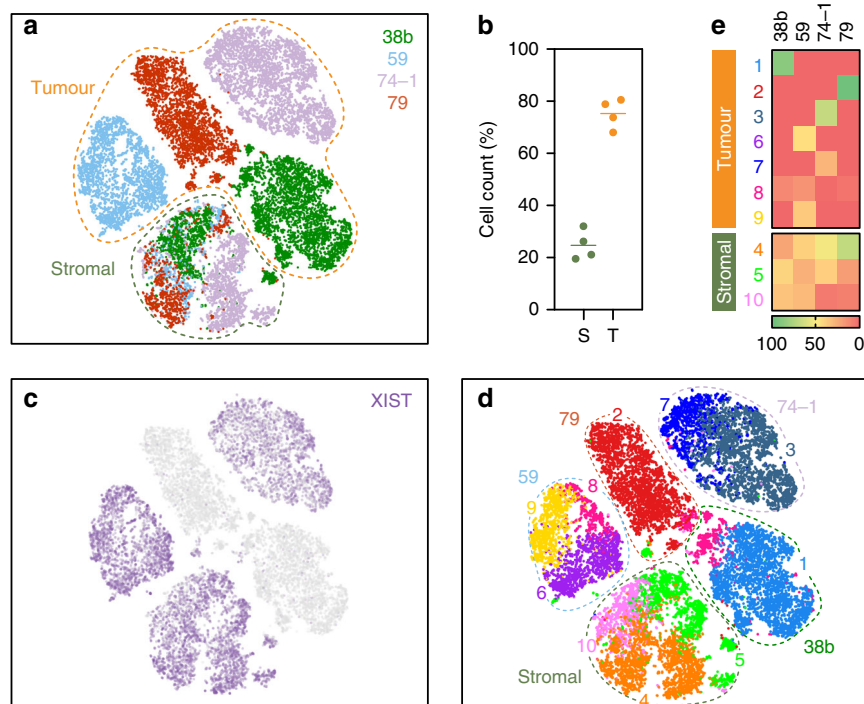 a
38b
59
74–1
79
Tumour
Stromal
b
100
80
60
40
20
0
Cell count (%)
S T
e
38b 59 74–1 79
Tumour
1
2
3
6
7
8
9
Stromal
4
5
10
100 50 0
c
XIST
d
7
74–1
79
2
3
59
8
9
1
6
10
38b
5
Stromal
4